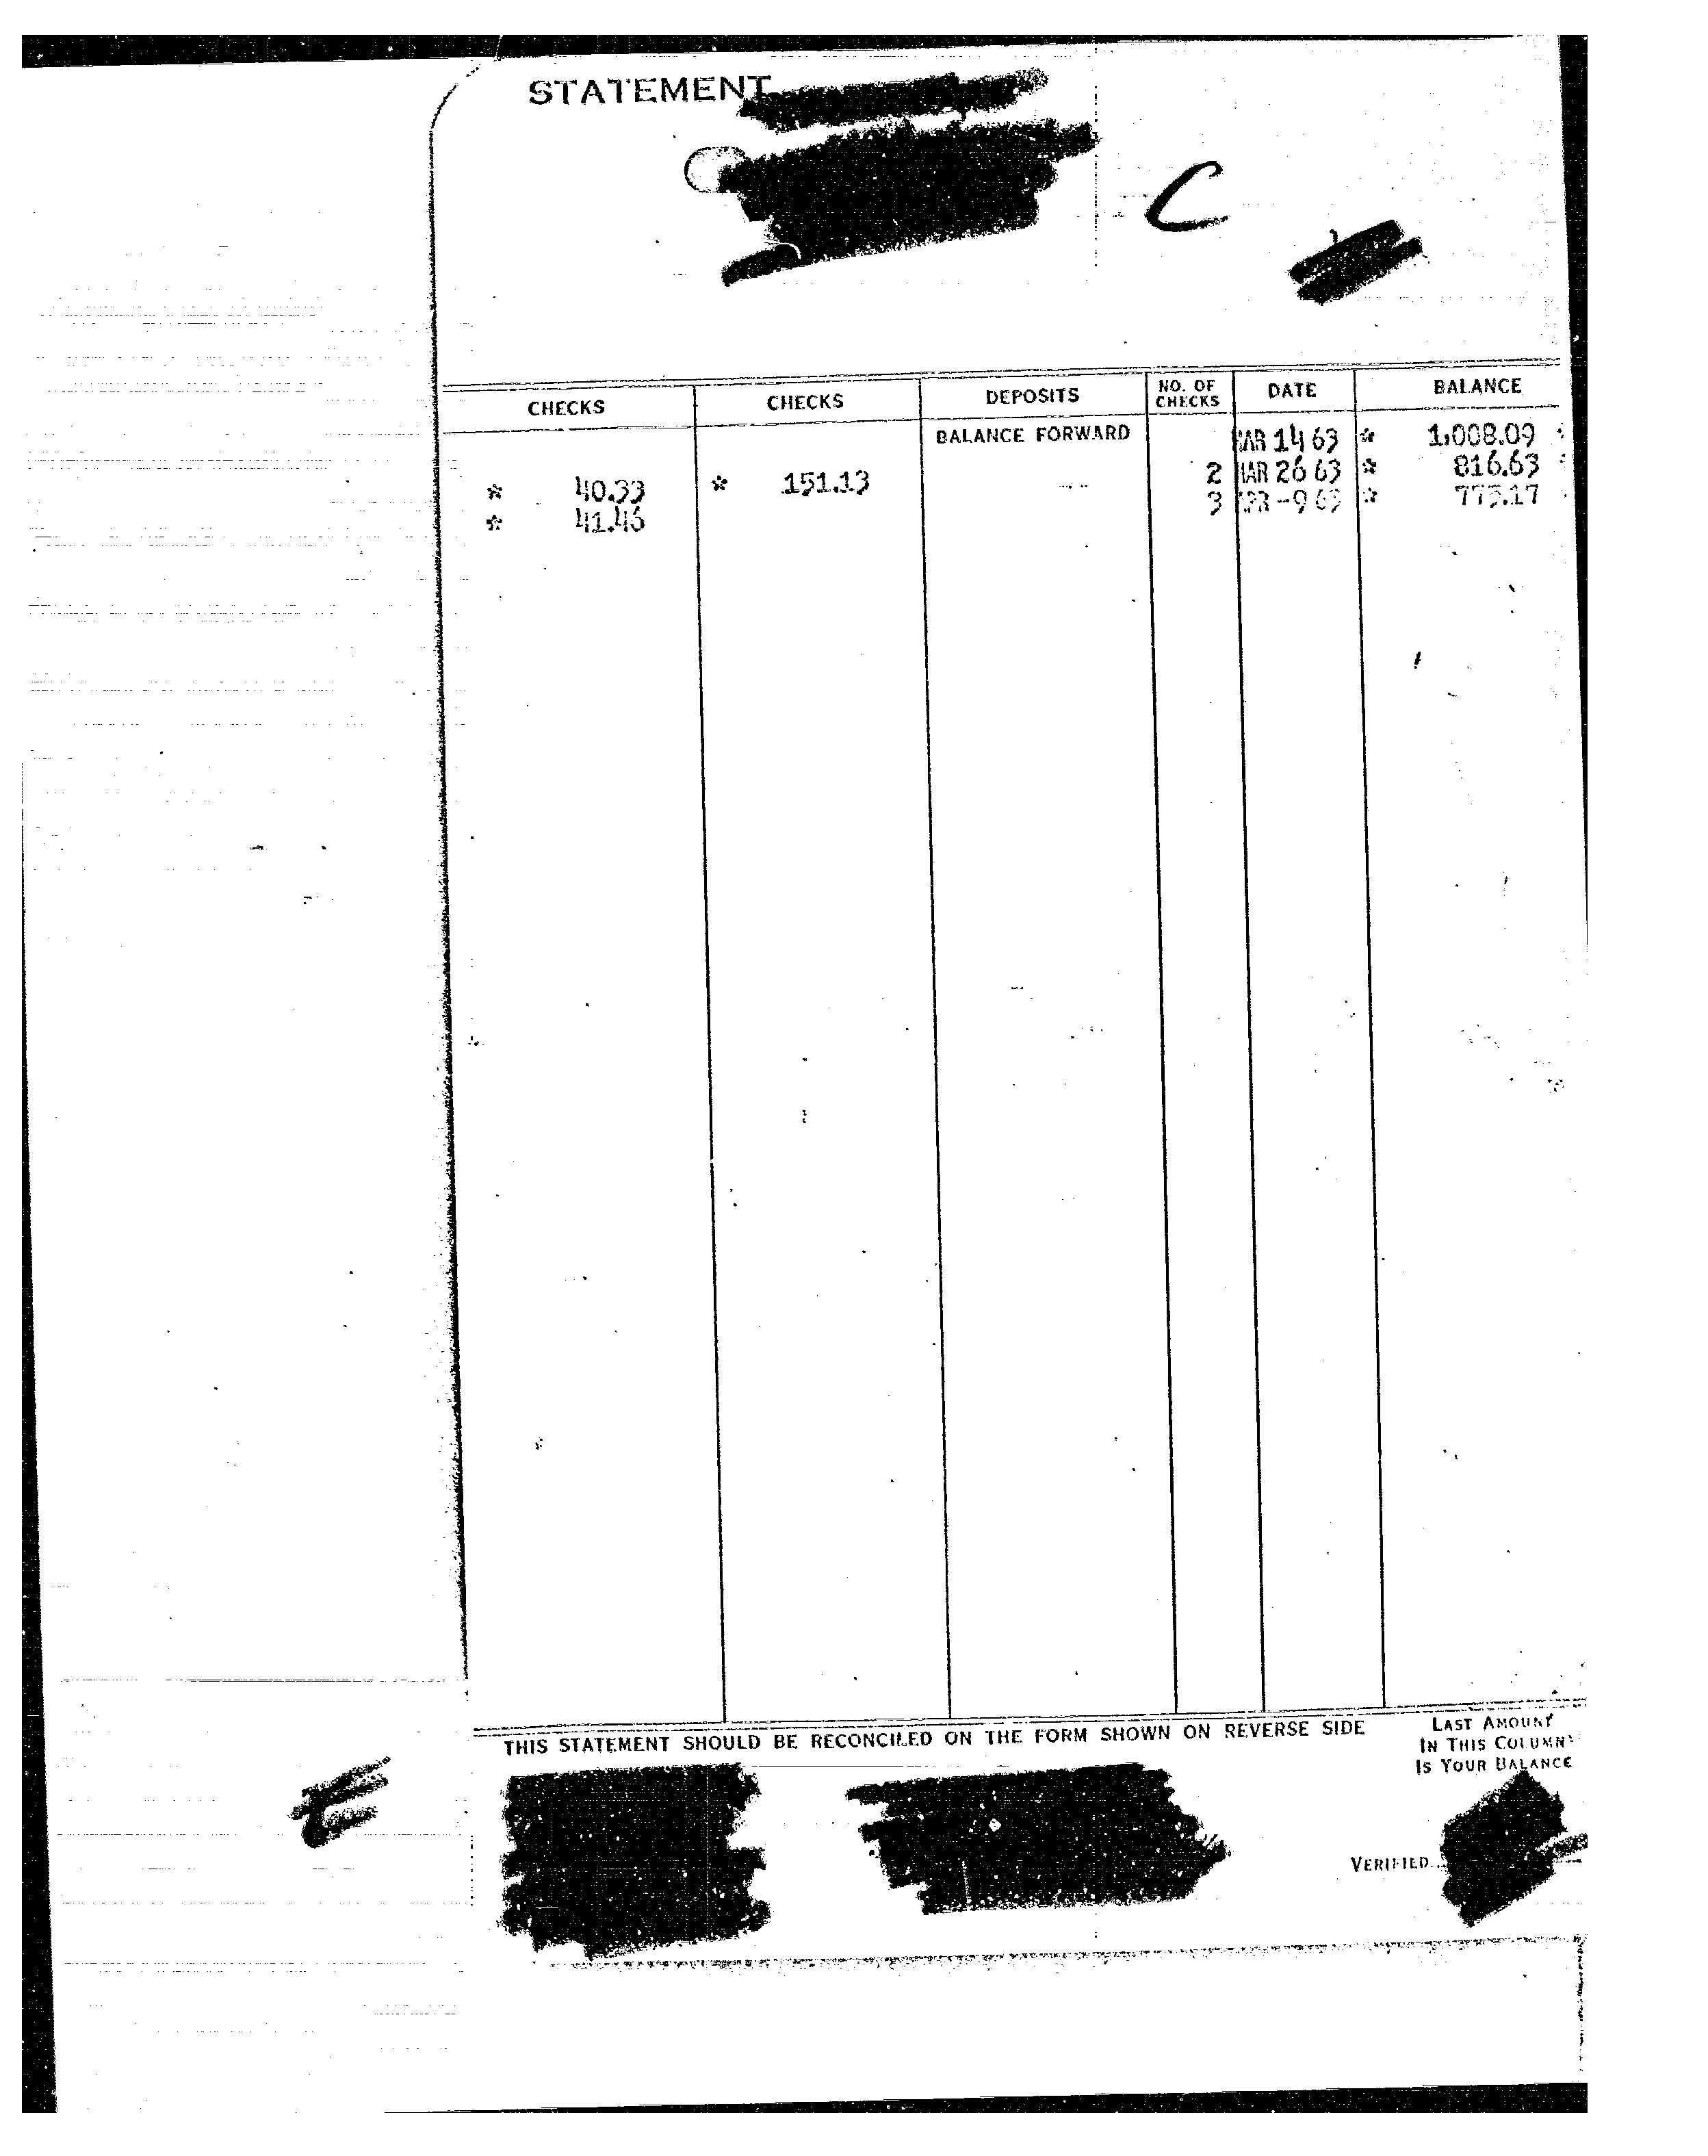 STATEMENT
C
CHECKS CHECKS DEPOSITS NO. OF CHECKS DATE BALANCE
BALANCE FORWARD MAR 14 63 * 1,008.09
* 40.33 * 151.13 2 MAR 26 63 * 816.63
* 41.46 3 APR -9 63 * 775.17
THIS STATEMENT SHOULD BE RECONCILED ON THE FORM SHOWN ON REVERSE SIDE
LAST AMOUNT
IN THIS COLUMN
IS YOUR BALANCE
VERIFIED